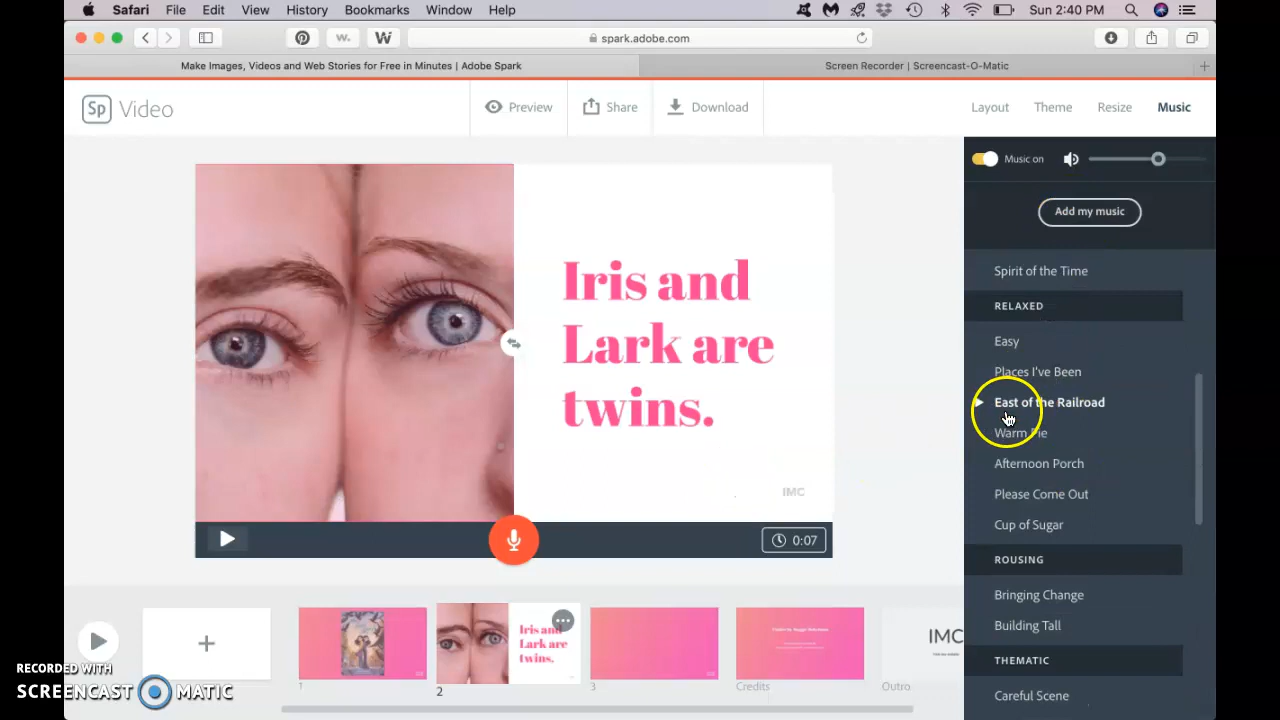 Safari File Edit View History Bookmarks Window Help Sun 2:40 PM
W. W spark.adobe.com
Make Images, Videos and Web Stories for Free in Minutes | Adobe Spark Screen Recorder | Screencast-O-Matic
Sp Video Preview Share Download Layout Theme Resize Music
Music on
Add my music
Spirit of the Time
RELAXED
Easy
Places I've Been
East of the Railroad
Warm Pie
Afternoon Porch
Please Come Out
Cup of Sugar
ROUSING
Bringing Change
Building Tall
THEMATIC
Careful Scene
Iris and
Lark are
twins.
IMC
0:07
Iris and
Lark are
twins.
IMC
1 2 3 Credits Outro
RECORDED WITH
SCREENCAST MATIC